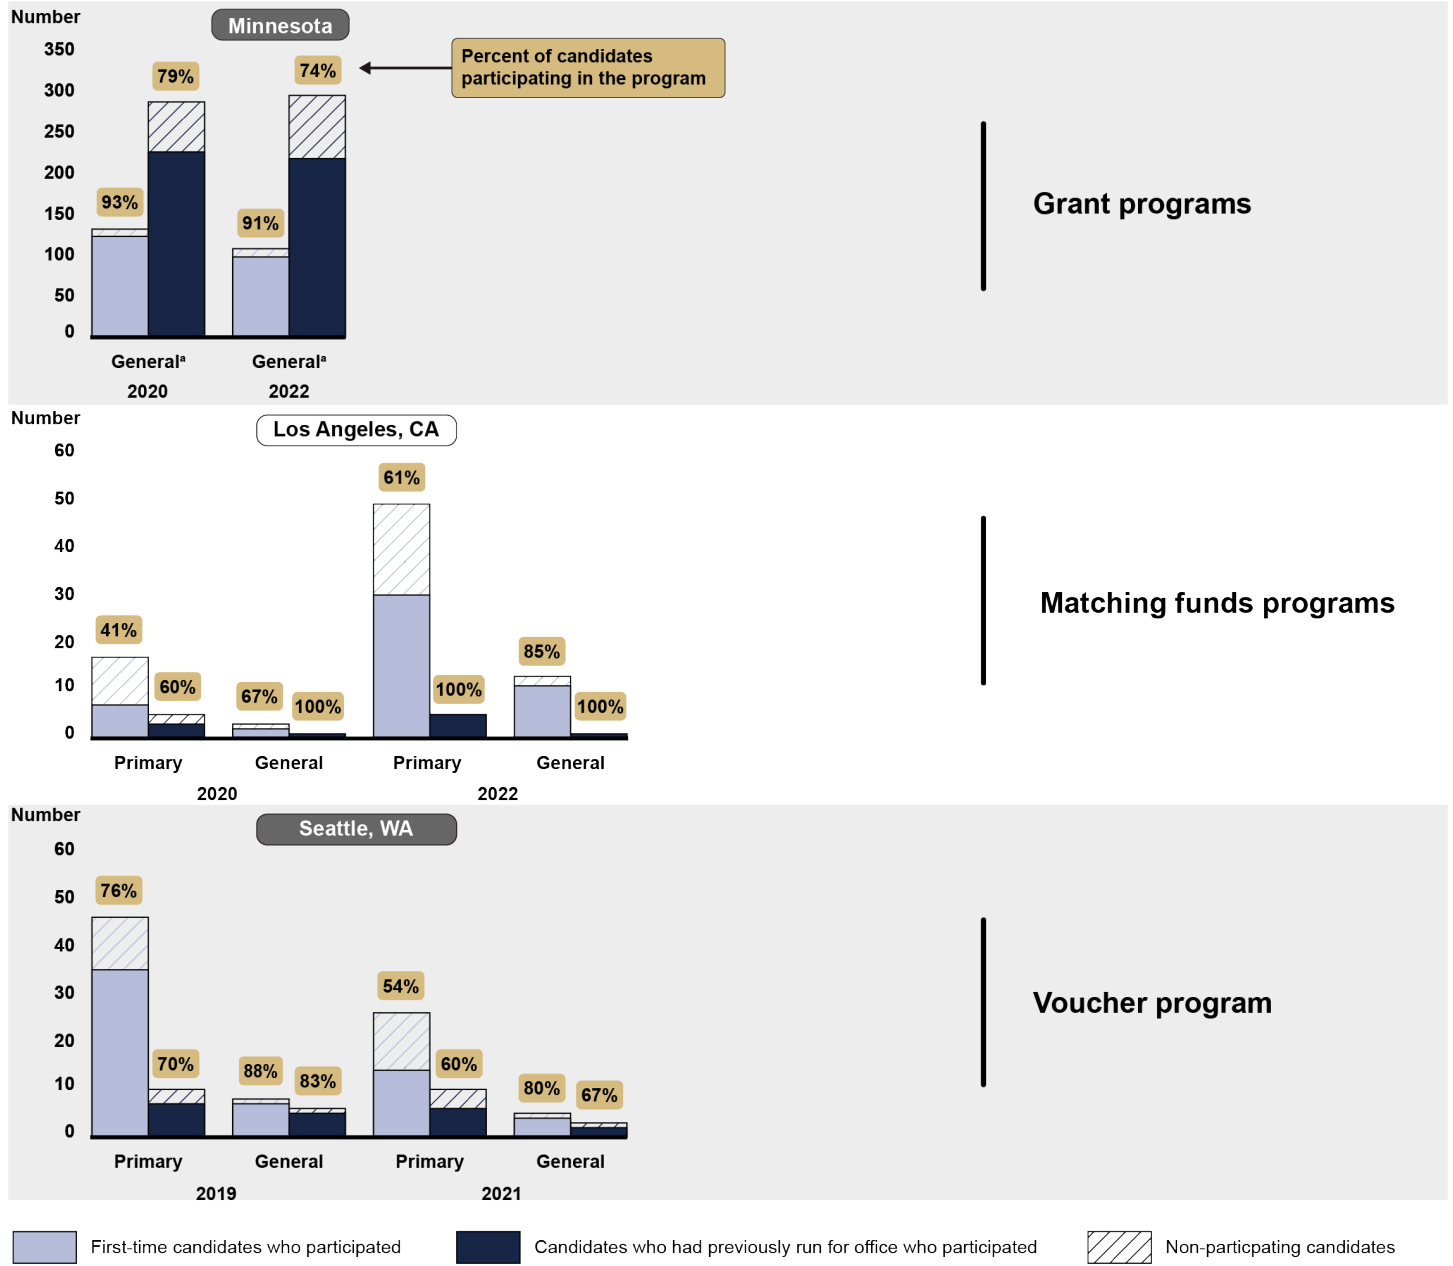 Number
Minnesota
350
300
250
200
150
100
50
0
79%
74%
93%
91%
Percent of candidates
participating in the program
Generalª
Generalª
2020
2022
Grant programs
Number
Los Angeles, CA
60
50
40
30
20
10
0
61%
41%
60%
67%
100%
100%
85%
100%
Primary
General
Primary
General
2020
2022
Matching funds programs
Number
Seattle, WA
60
50
40
30
20
10
0
76%
70%
88%
83%
54%
60%
80%
67%
Primary
General
Primary
General
2019
2021
Voucher program
First-time candidates who participated
Candidates who had previously run for office who participated
Non-particpating candidates